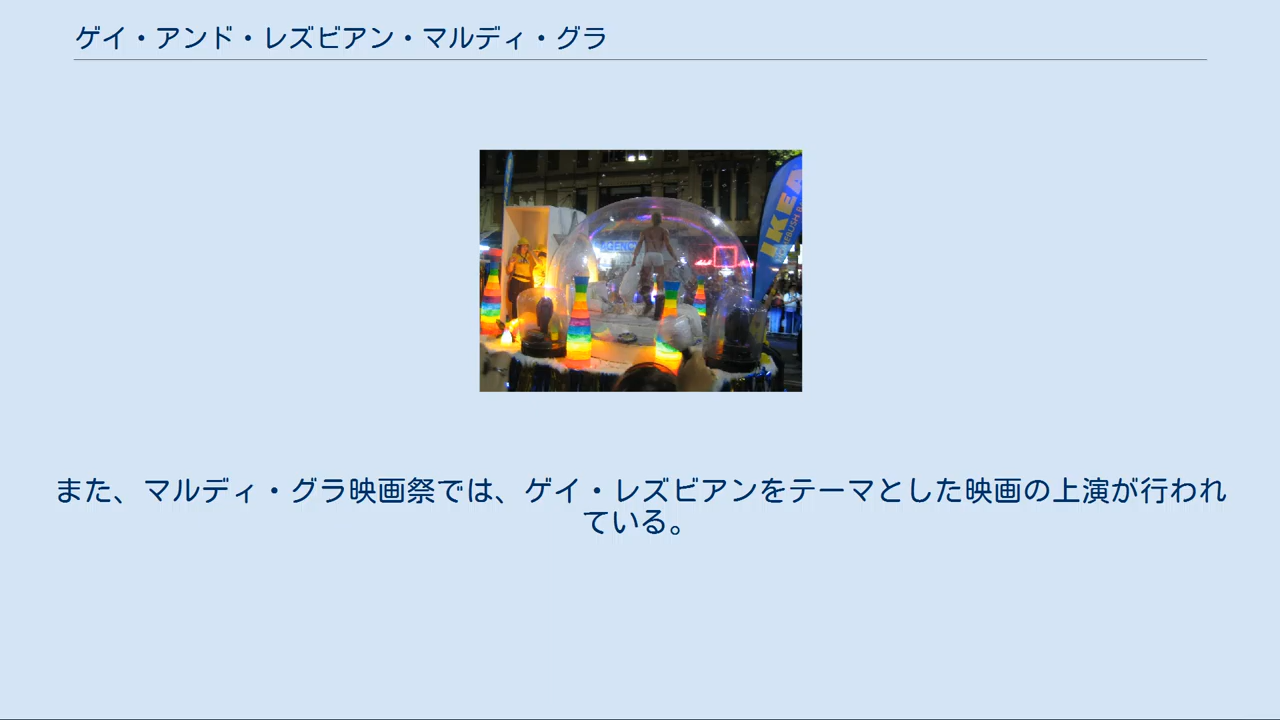 ゲイ・アンド・レズビアン・マルディ・グラ
IKEA
AGENC
また、マルディ・グラ映画祭では、ゲイ・レズビアンをテーマとした映画の上演が行われ
ている。